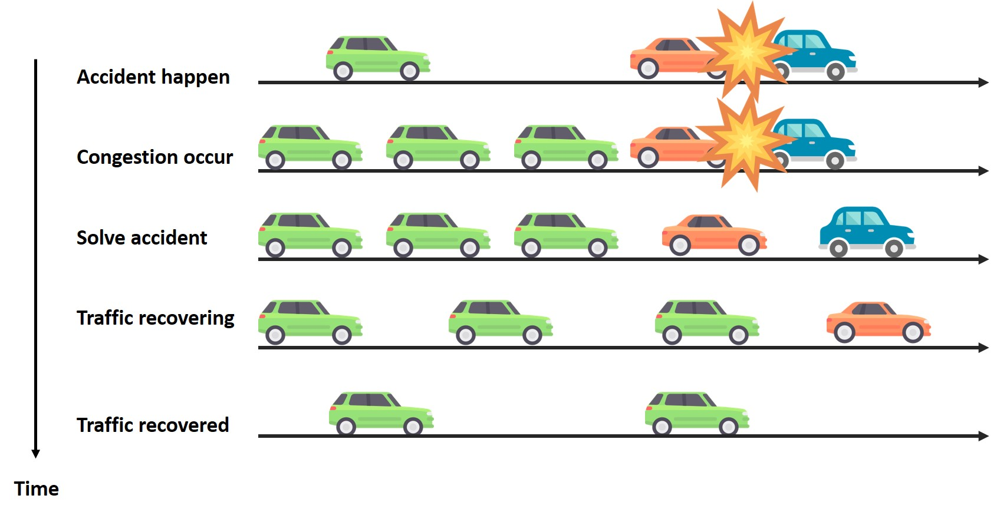 Accident happen
Congestion occur
Solve accident
Traffic recovering
Traffic recovered
Time